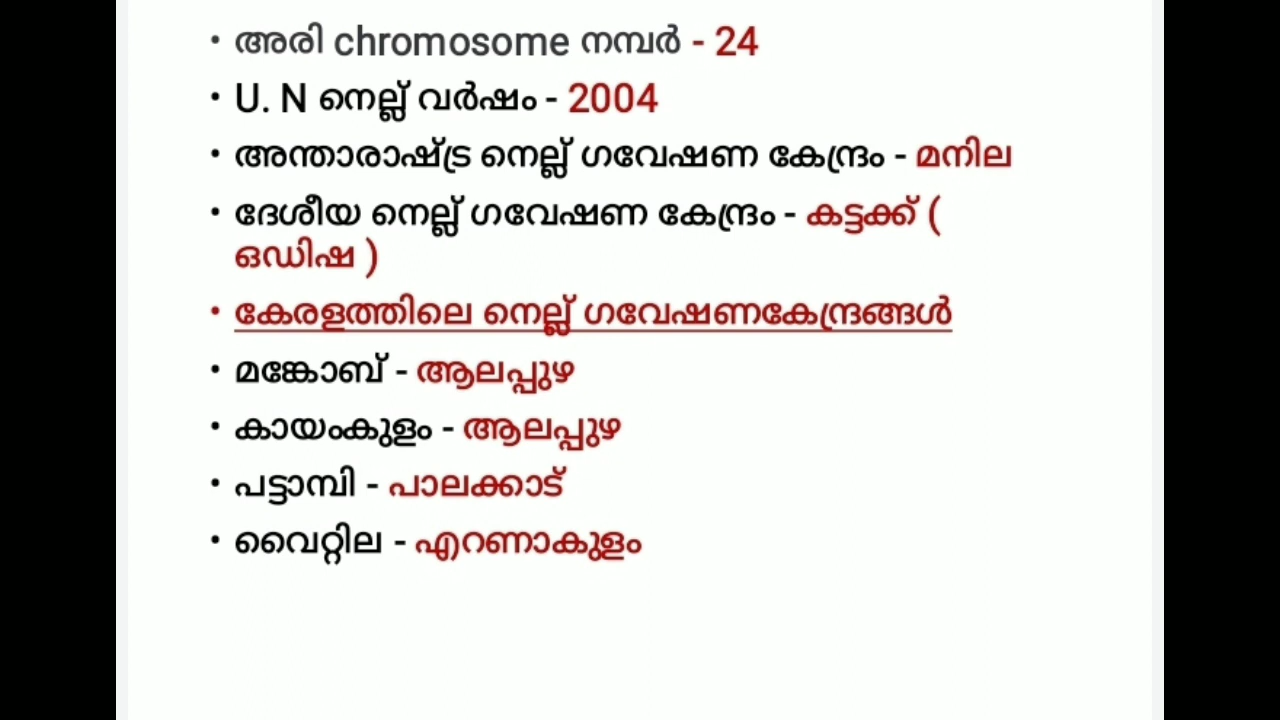 • അരി chromosome നമ്പർ - 24
• U. N നെല്ല് വർഷം - 2004
• അന്താരാഷ്ട്ര നെല്ല് ഗവേഷണ കേന്ദ്രം - മനില
• ദേശീയ നെല്ല് ഗവേഷണ കേന്ദ്രം - കട്ടക്ക് (
ഒഡിഷ )
• കേരളത്തിലെ നെല്ല് ഗവേഷണകേന്ദ്രങ്ങൾ
• മങ്കോബ് - ആലപ്പുഴ
• കായംകുളം - ആലപ്പുഴ
• പട്ടാമ്പി - പാലക്കാട്
• വൈറ്റില - എറണാകുളം